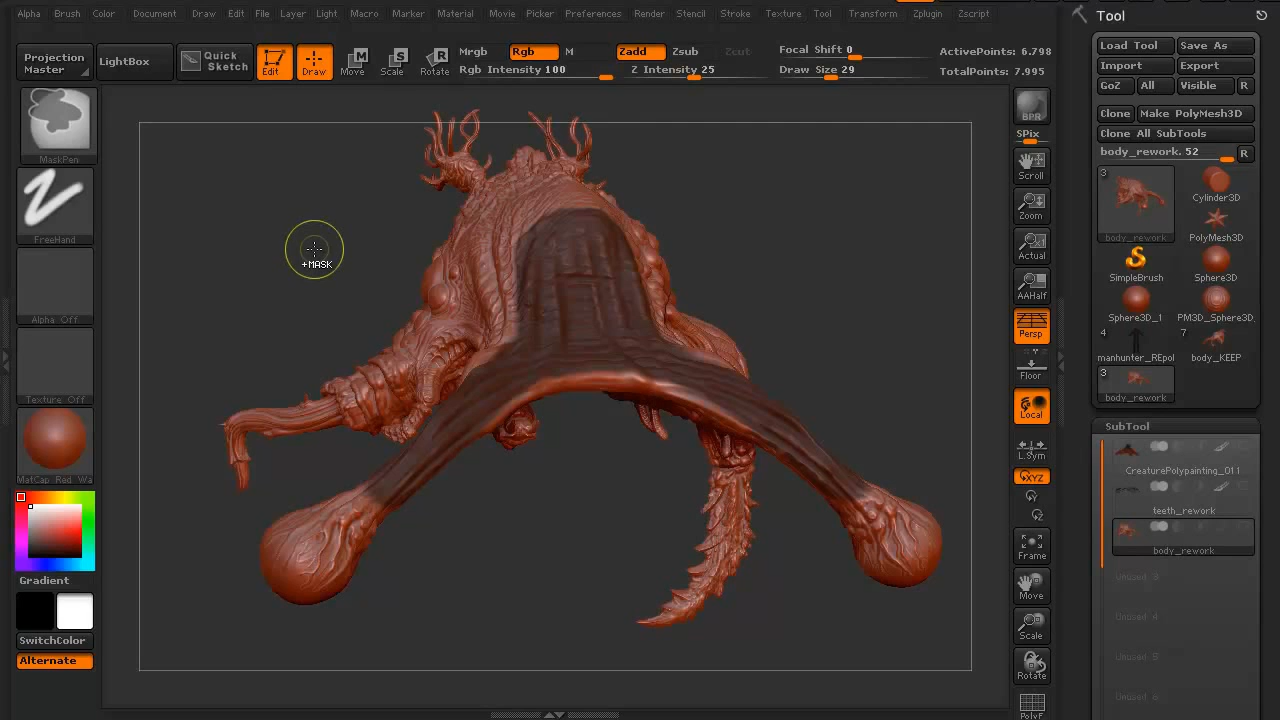 Alpha Brush Color Document Draw Edit File Layer Light Macro Marker Material Movie Picker Preferences Render Stencil Stroke Texture Tool Transform Zplugin Zscript
Tool
Projection Master
LightBox
Quick Sketch
Edit
Draw
Move
Scale
Rotate
Mrgb Rgb M
Rgb Intensity 100
Zadd Zsub Zcut
Z Intensity 25
Focal Shift 0
Draw Size 29
ActivePoints: 6.798
TotalPoints: 7.995
MaskPen
FreeHand
Alpha Off
Texture Off
MatCap Red Wa
Gradient
SwitchColor
Alternate
+MASK
BPR
SPix
Scroll
Zoom
Actual
AAHalf
Persp
Floor
Local
L.Sym
XYZ
Frame
Move
Scale
Rotate
PolyF
Load Tool Save As
Import Export
GoZ All Visible R
Clone Make PolyMesh3D
Clone All SubTools
body_rework. 52 R
3
body_rework
Cylinder3D
PolyMesh3D
SimpleBrush Sphere3D
Sphere3D_1 PM3D_Sphere3D_
4 7
manhunter_REpol body_KEEP
3
body_rework
SubTool
CreaturePolypainting_011
teeth_rework
body_rework
Unused 3
Unused 4
Unused 5
Unused 6